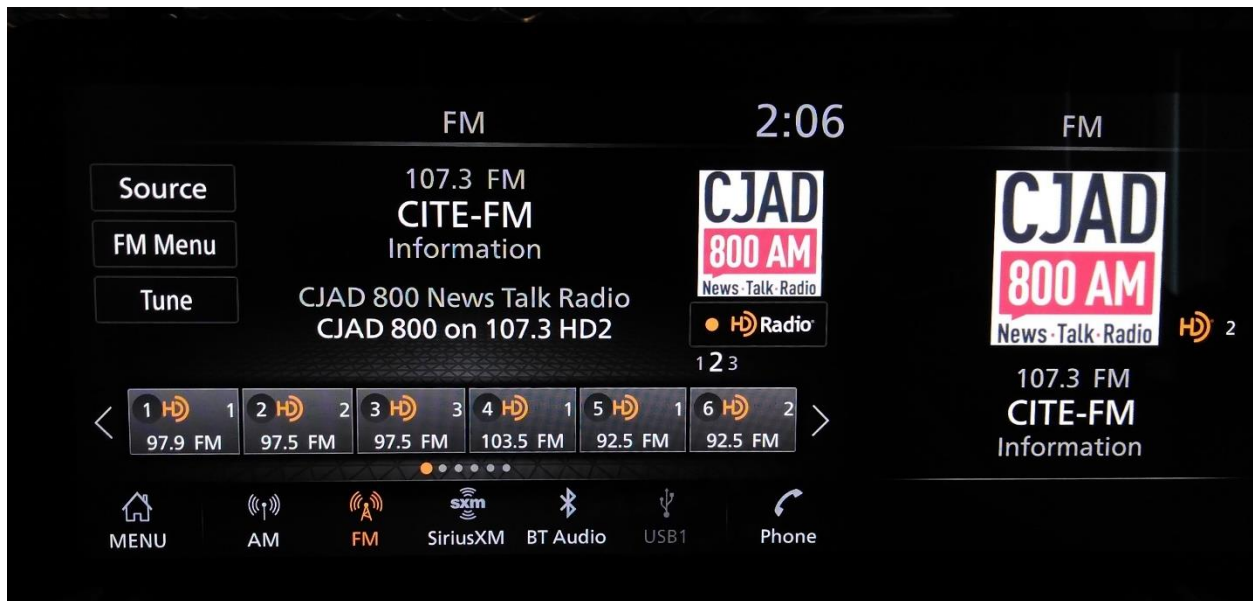 FM
2:06
FM
Source
FM Menu
Tune
107.3 FM
CITE-FM
Information
CJAD 800 News Talk Radio
CJAD 800 on 107.3 HD2
CJAD
800 AM
News·Talk·Radio
HD Radio
1 2 3
CJAD
800 AM
News·Talk·Radio
HD 2
107.3 FM
CITE-FM
Information
1 HD 1
97.9 FM
2 HD 2
97.5 FM
3 HD 3
97.5 FM
4 HD 1
103.5 FM
5 HD 1
92.5 FM
6 HD 2
92.5 FM
MENU
AM
FM
sxm
SiriusXM
BT Audio
USB1
Phone